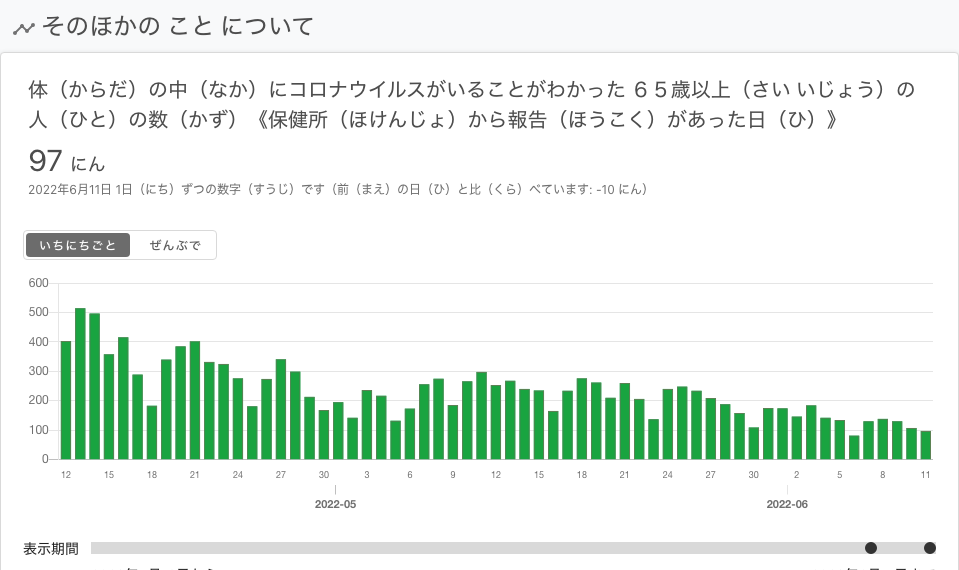 そのほかの こと について
体（からだ）の中（なか）にコロナウイルスがいることがわかった ６５歳以上（さい いじょう）の
人（ひと）の数（かず）《保健所（ほけんじょ）から報告（ほうこく）があった日（ひ）》
97 にん
2022年6月11日 1日（にち）ずつの数字（すうじ）です（前（まえ）の日（ひ）と比（くら）べています: -10 にん）
いちにちごと ぜんぶで
600
500
400
300
200
100
0
12 15 18 21 24 27 30 3 6 9 12 15 18 21 24 27 30 2 5 8 11
2022-05 2022-06
表示期間